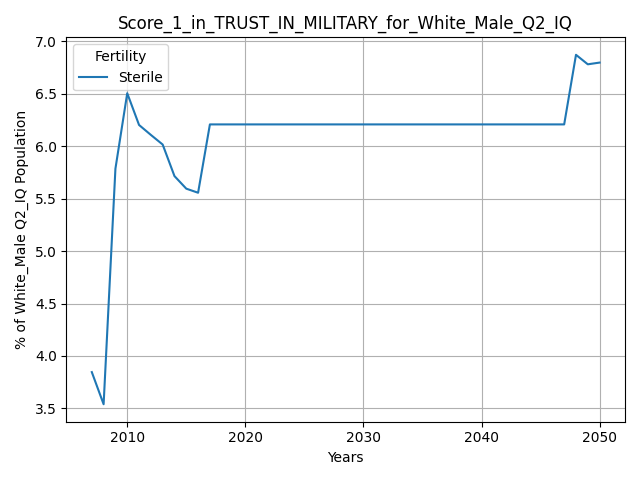 Score_1_in_TRUST_IN_MILITARY_for_White_Male_Q2_IQ
7.0
6.5
6.0
5.5
5.0
4.5
4.0
3.5
% of White_Male Q2_IQ Population
Fertility
Sterile
2010 2020 2030 2040 2050
Years